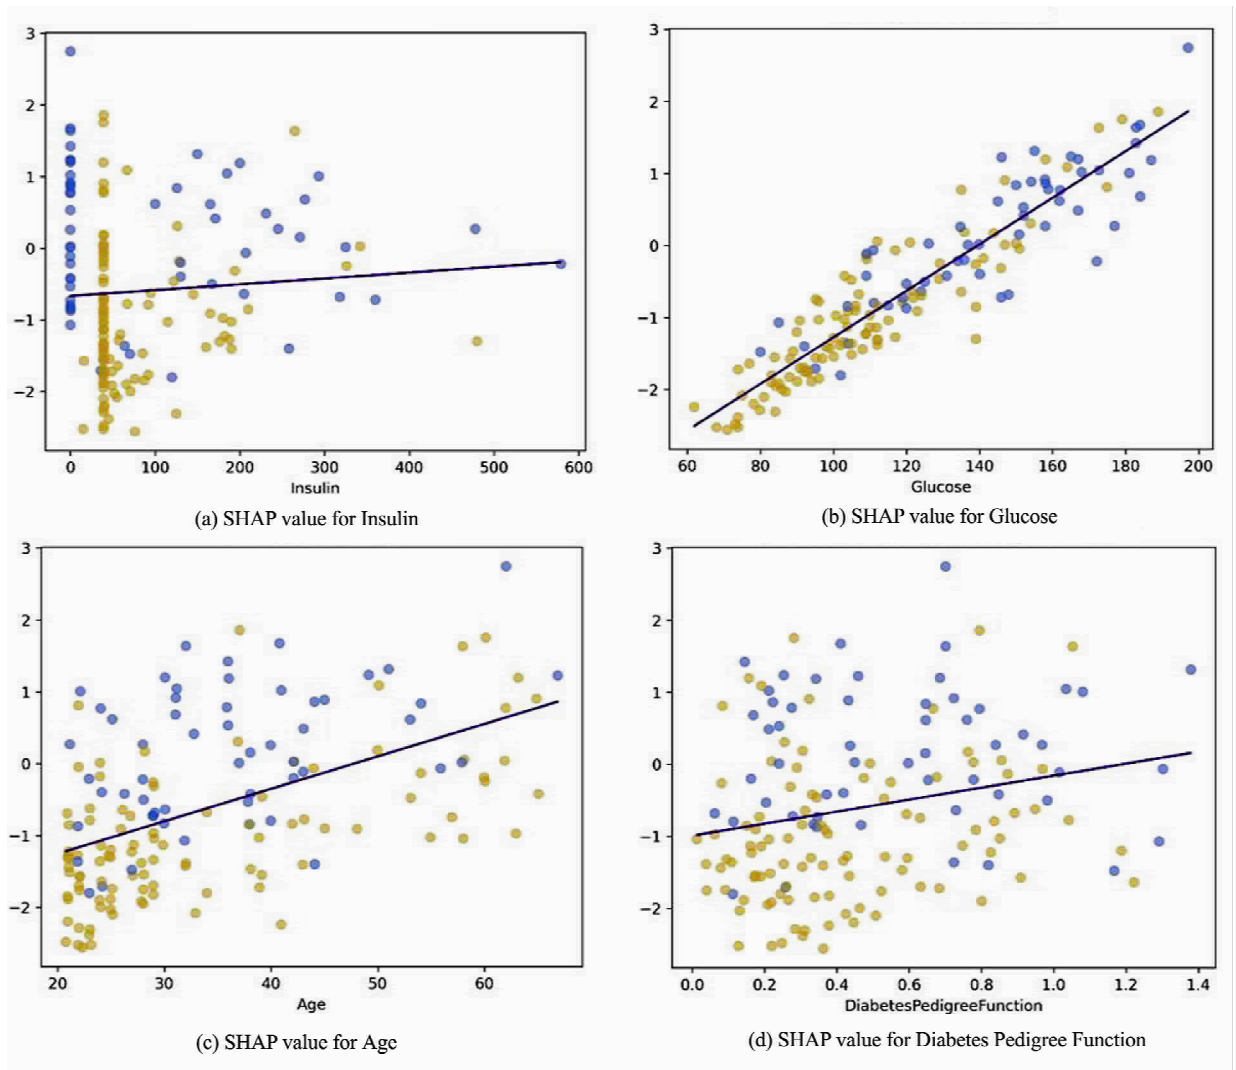 3
2
1
0
−1
−2
0 100 200 300 400 500 600
Insulin
(a) SHAP value for Insulin
3
2
1
0
−1
−2
60 80 100 120 140 160 180 200
Glucose
(b) SHAP value for Glucose
3
2
1
0
−1
−2
20 30 40 50 60
Age
(c) SHAP value for Age
3
2
1
0
−1
−2
0.0 0.2 0.4 0.6 0.8 1.0 1.2 1.4
DiabetesPedigreeFunction
(d) SHAP value for Diabetes Pedigree Function